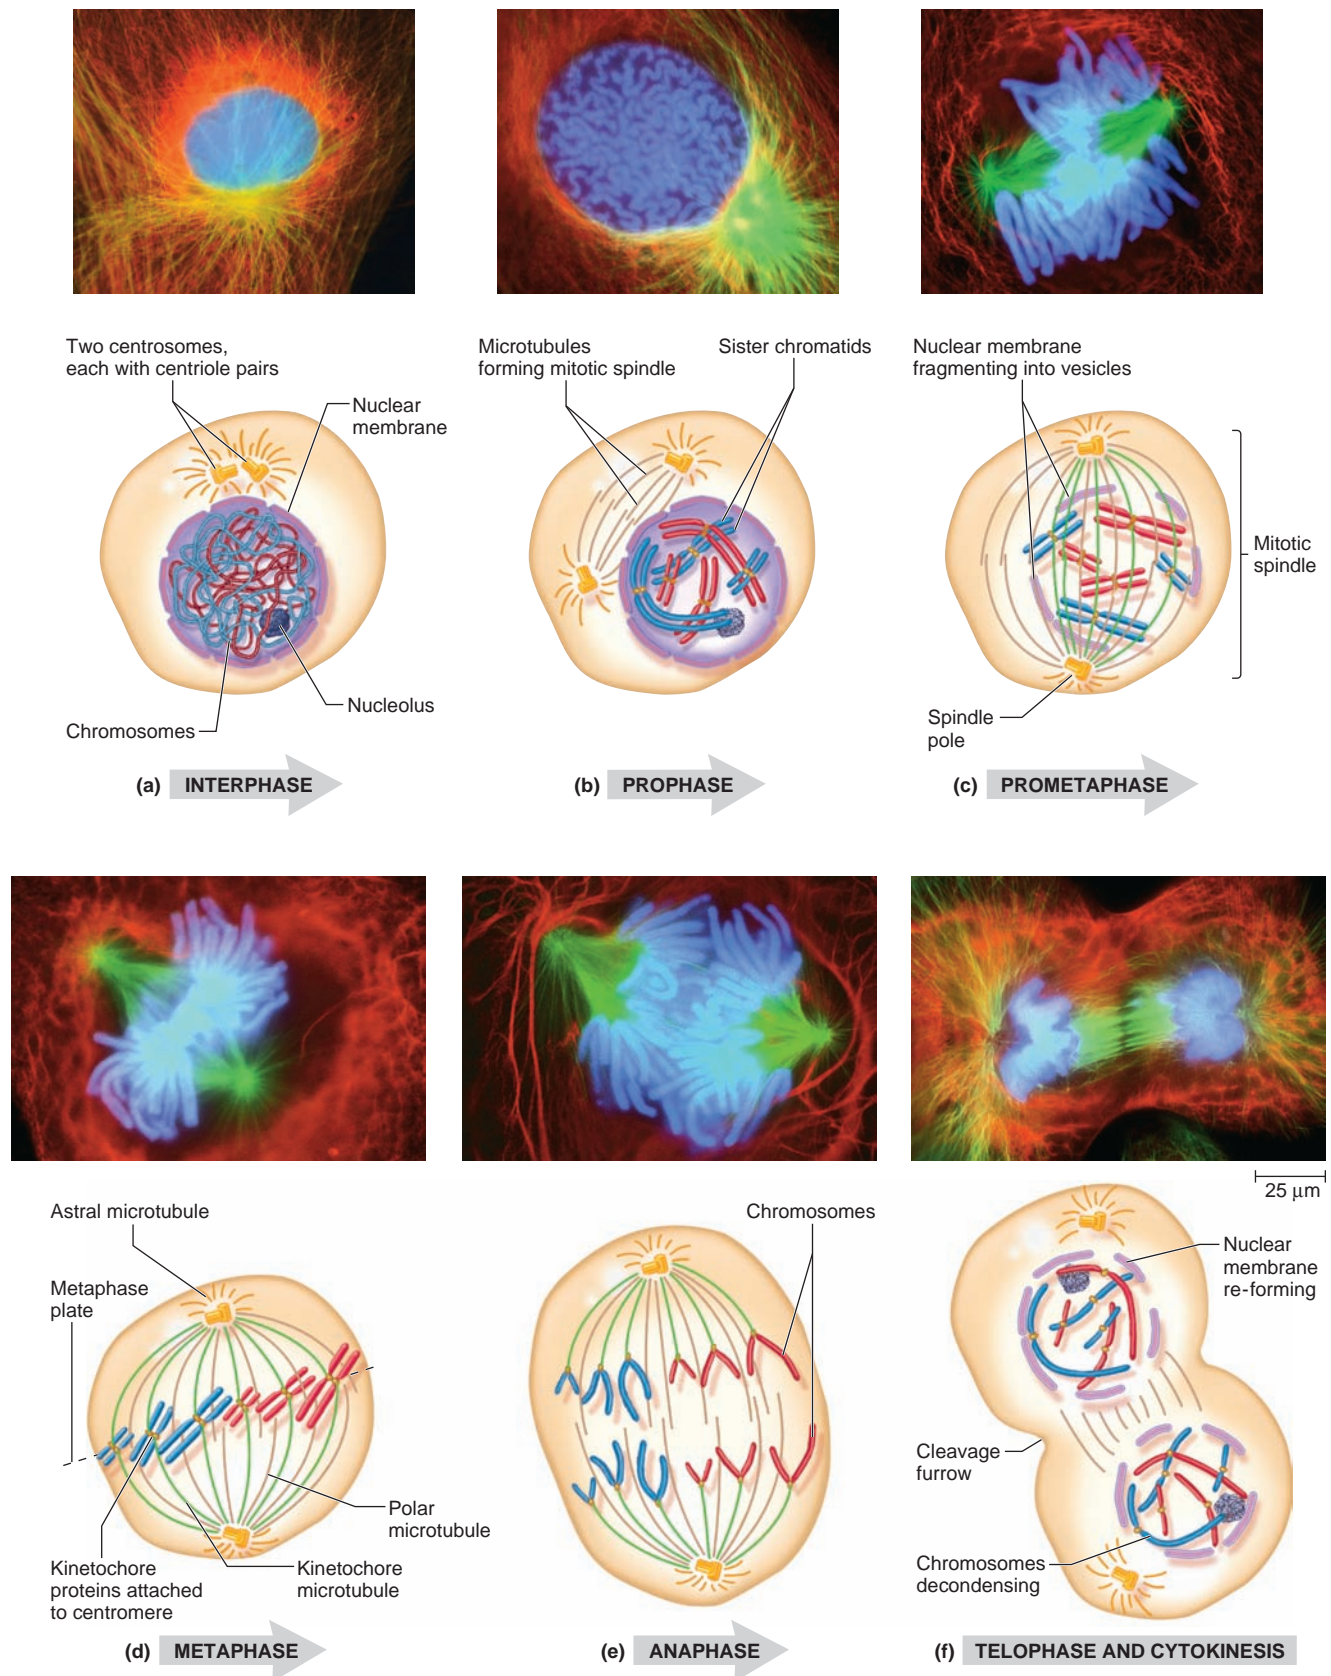 Two centrosomes,
each with centriole pairs
Nuclear
membrane
Nucleolus
Chromosomes
(a) INTERPHASE
Microtubules
forming mitotic spindle
Sister chromatids
(b) PROPHASE
Nuclear membrane
fragmenting into vesicles
Mitotic
spindle
Spindle
pole
(c) PROMETAPHASE
Astral microtubule
Metaphase
plate
Polar
microtubule
Kinetochore
proteins attached
to centromere
Kinetochore
microtubule
(d) METAPHASE
Chromosomes
(e) ANAPHASE
25 μm
Nuclear
membrane
re-forming
Cleavage
furrow
Chromosomes
decondensing
(f) TELOPHASE AND CYTOKINESIS